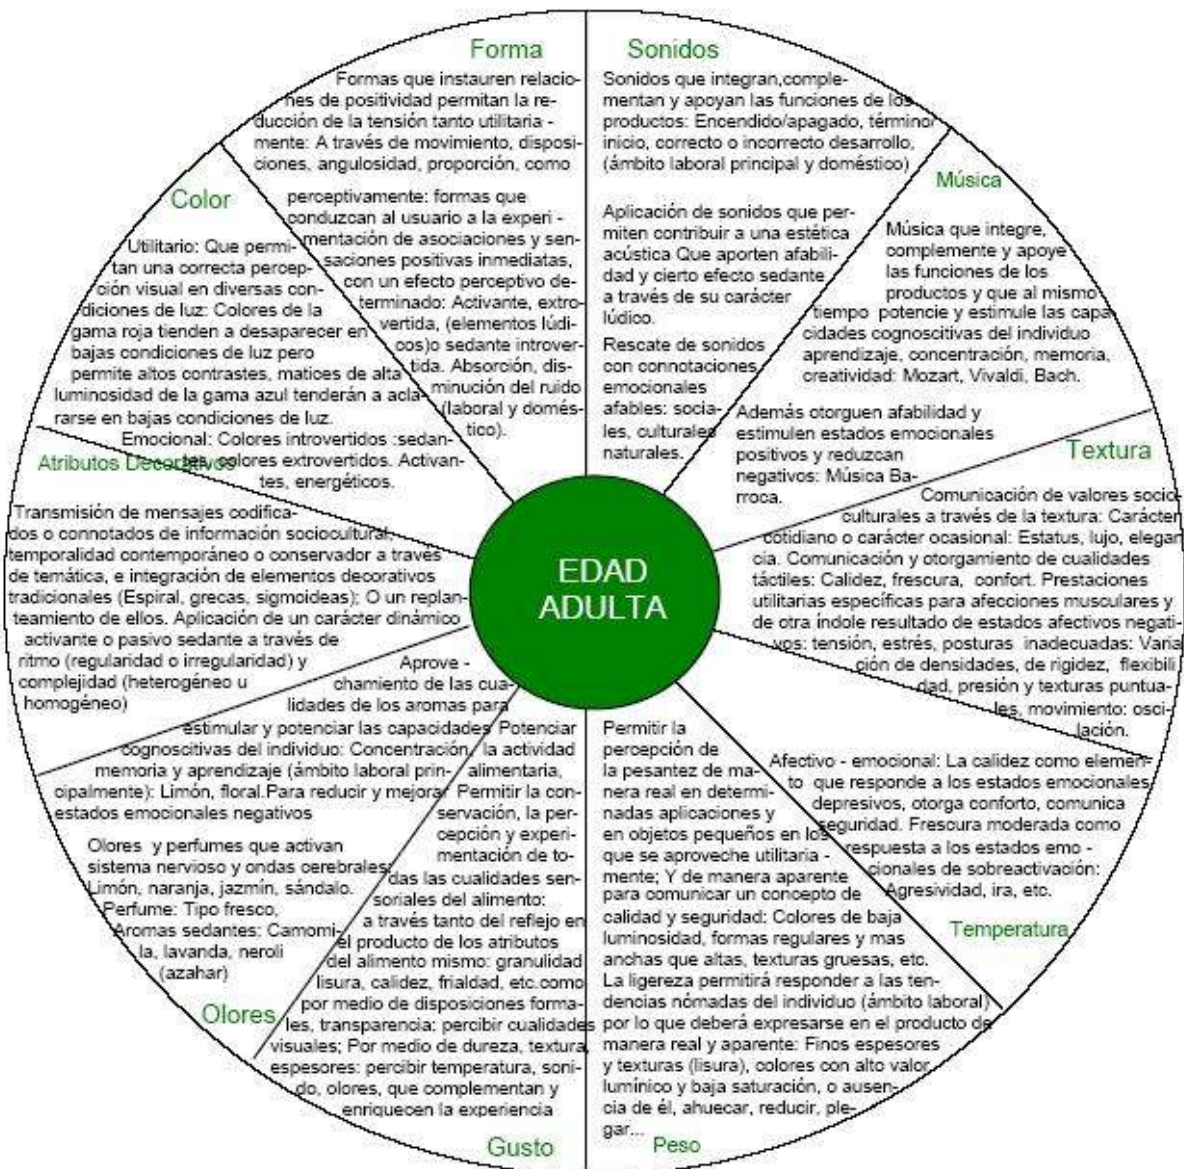 Forma
Formas que instauren relacio-
nes de positividad permitan la re-
ducción de la tensión tanto utilitaria -
mente: A través de movimiento, disposi-
ciones, angulosidad, proporción, como
perceptivamente: formas que
conduzcan al usuario a la experi -
mentación de asociaciones y sen-
saciones positivas inmediatas,
con un efecto perceptivo de-
terminado: Activante, extro-
vertida, (elementos lúdi-
cos)o sedante introver-
tida. Absorción, dis-
minución del ruido
(laboral y domés-
tico).
Sonidos
Sonidos que integran,comple-
mentan y apoyan las funciones de los
productos: Encendido/apagado, término/
inicio, correcto o incorrecto desarrollo,
(ámbito laboral principal y doméstico)
Aplicación de sonidos que per-
miten contribuir a una estética
acústica Que aporten afabili-
dad y cierto efecto sedante
a través de su carácter
lúdico.
Rescate de sonidos
con connotaciones
emocionales
afables: socia-
les, culturales
naturales.
Música
Música que integre,
complemente y apoye
las funciones de los
productos y que al mismo
tiempo potencie y estimule las capa
cidades cognoscitivas del individuo
aprendizaje, concentración, memoria,
creatividad: Mozart, Vivaldi, Bach.
Además otorguen afabilidad y
estimulen estados emocionales
positivos y reduzcan
negativos: Música Ba-
rroca.
Textura
Comunicación de valores socio-
culturales a través de la textura: Carácter
cotidiano o carácter ocasional: Estatus, lujo, elegan
cia. Comunicación y otorgamiento de cualidades
táctiles: Calidez, frescura, confort. Prestaciones
utilitarias específicas para afecciones musculares y
de otra índole resultado de estados afectivos negati-
vos: tensión, estrés, posturas inadecuadas: Varia
ción de densidades, de rigidez, flexibili
dad, presión y texturas puntua-
les, movimiento: osci-
lación.
Afectivo - emocional: La calidez como elemen-
to que responde a los estados emocionales
depresivos, otorga conforto, comunica
seguridad. Frescura moderada como
respuesta a los estados emo -
cionales de sobreactivación:
Agresividad, ira, etc.
Temperatura
Permitir la
percepción de
la pesantez de ma-
nera real en determi-
nadas aplicaciones y
en objetos pequeños en los
que se aproveche utilitaria -
mente; Y de manera aparente
para comunicar un concepto de
calidad y seguridad: Colores de baja
luminosidad, formas regulares y mas
anchas que altas, texturas gruesas, etc.
La ligereza permitirá responder a las ten-
dencias nómadas del individuo (ámbito laboral)
por lo que deberá expresarse en el producto de
manera real y aparente: Finos espesores
y texturas (lisura), colores con alto valor
lumínico y baja saturación, o ausen-
cia de él, ahuecar, reducir, ple-
gar...
Peso
Potenciar
la actividad
alimentaria,
Permitir la con-
servación, la per-
cepción y experi-
mentación de to-
das las cualidades sen-
soriales del alimento:
a través tanto del reflejo en
el producto de los atributos
del alimento mismo: granulidad
lisura, calidez, frialdad, etc.como
por medio de disposiciones forma-
les, transparencia: percibir cualidades
visuales; Por medio de dureza, textura,
espesores: percibir temperatura, soni-
do, olores, que complementan y
enriquecen la experiencia
Gusto
Aprove -
chamiento de las cua-
lidades de los aromas para
estimular y potenciar las capacidades
cognoscitivas del individuo: Concentración,
memoria y aprendizaje (ámbito laboral prin-
cipalmente): Limón, floral.Para reducir y mejorar
estados emocionales negativos
Olores y perfumes que activan
sistema nervioso y ondas cerebrales:
Limón, naranja, jazmín, sándalo.
Perfume: Tipo fresco,
Aromas sedantes: Camomi-
la, lavanda, neroli
(azahar)
Olores
Atributos Decorativos
Transmisión de mensajes codifica-
dos o connotados de información sociocultural,
temporalidad contemporáneo o conservador a través
de temática, e integración de elementos decorativos
tradicionales (Espiral, grecas, sigmoideas); O un replan-
teamiento de ellos. Aplicación de un carácter dinámico
activante o pasivo sedante a través de
ritmo (regularidad o irregularidad) y
complejidad (heterogéneo u
homogéneo)
Color
Utilitario: Que permi-
tan una correcta percep-
ción visual en diversas con-
diciones de luz: Colores de la
gama roja tienden a desaparecer en
bajas condiciones de luz pero
permite altos contrastes, matices de alta
luminosidad de la gama azul tenderán a acla-
rarse en bajas condiciones de luz.
Emocional: Colores introvertidos :sedan-
tes, colores extrovertidos. Activan-
tes, energéticos.
EDAD
ADULTA